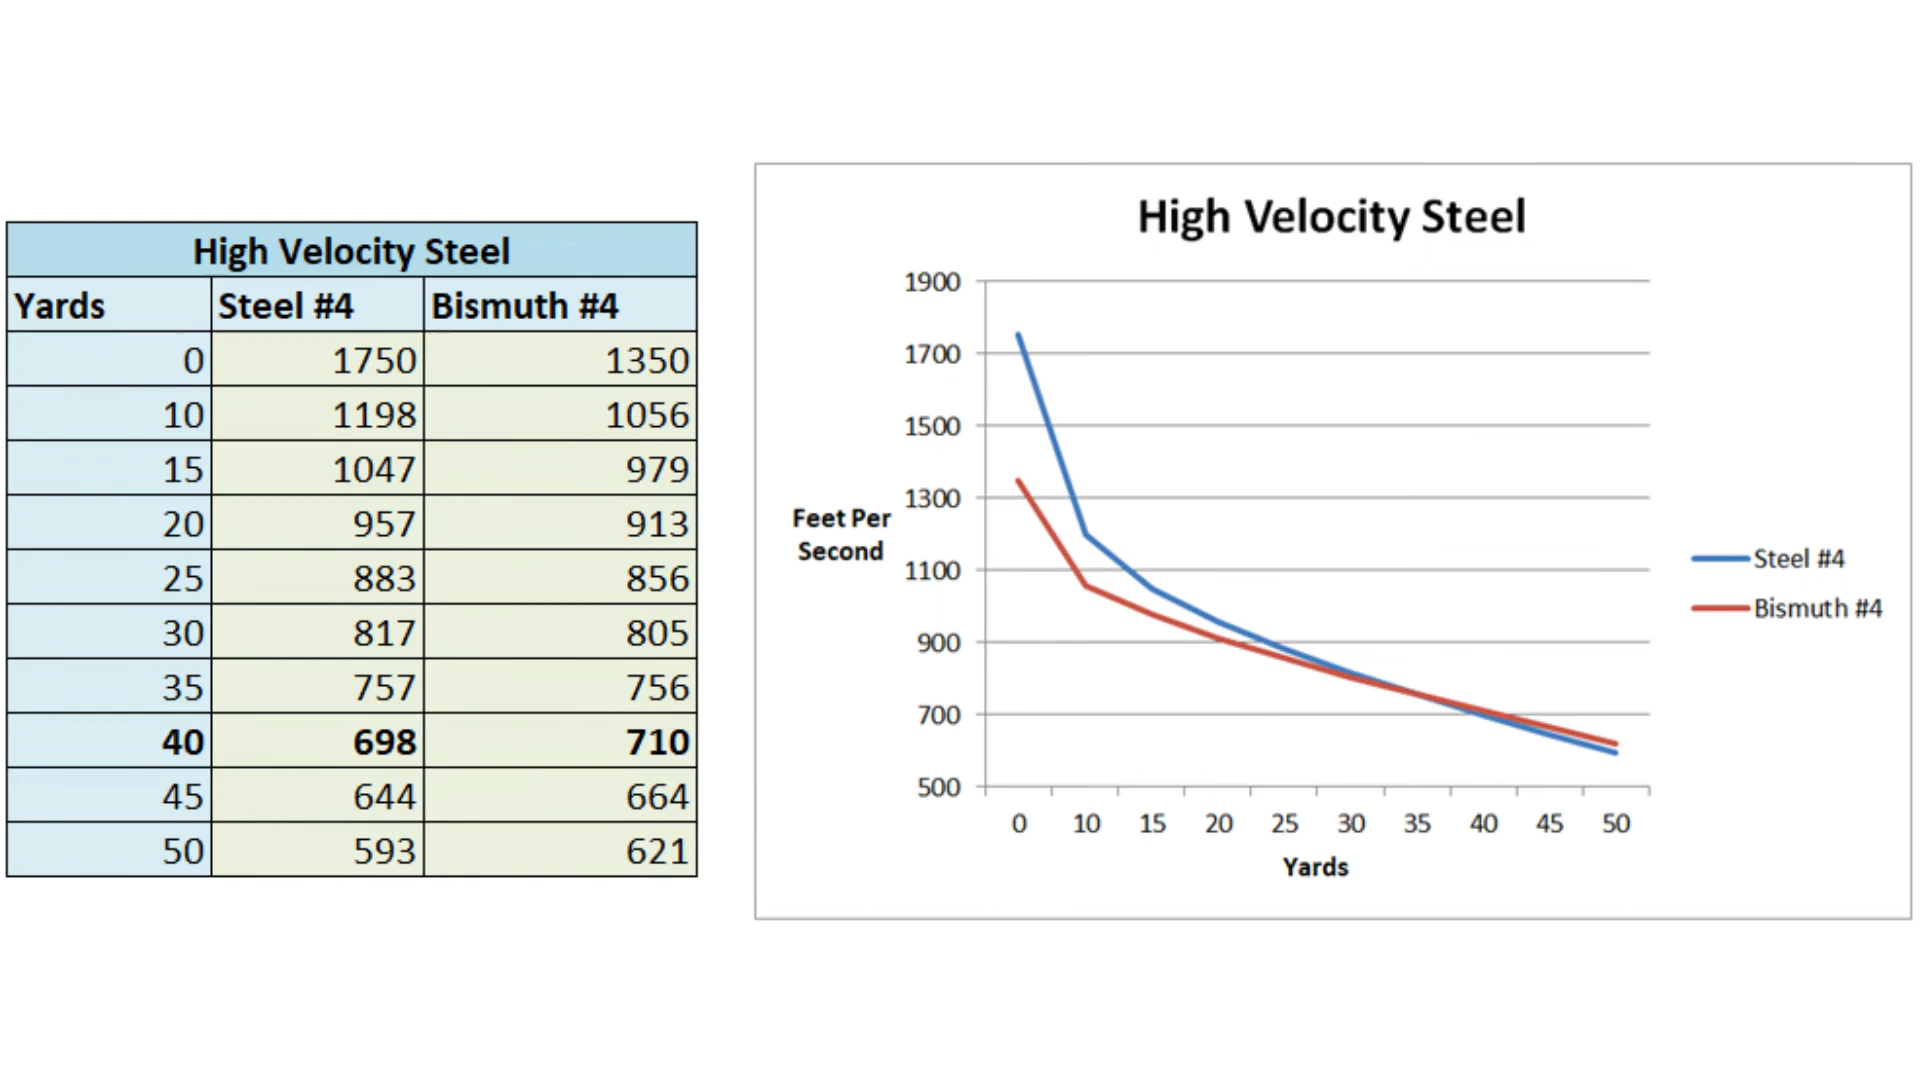 High Velocity Steel
Yards Steel #4 Bismuth #4
0 1750 1350
10 1198 1056
15 1047 979
20 957 913
25 883 856
30 817 805
35 757 756
40 698 710
45 644 664
50 593 621
High Velocity Steel
1900
1700
1500
1300
1100
900
700
500
Feet Per
Second
0 10 15 20 25 30 35 40 45 50
Yards
Steel #4
Bismuth #4